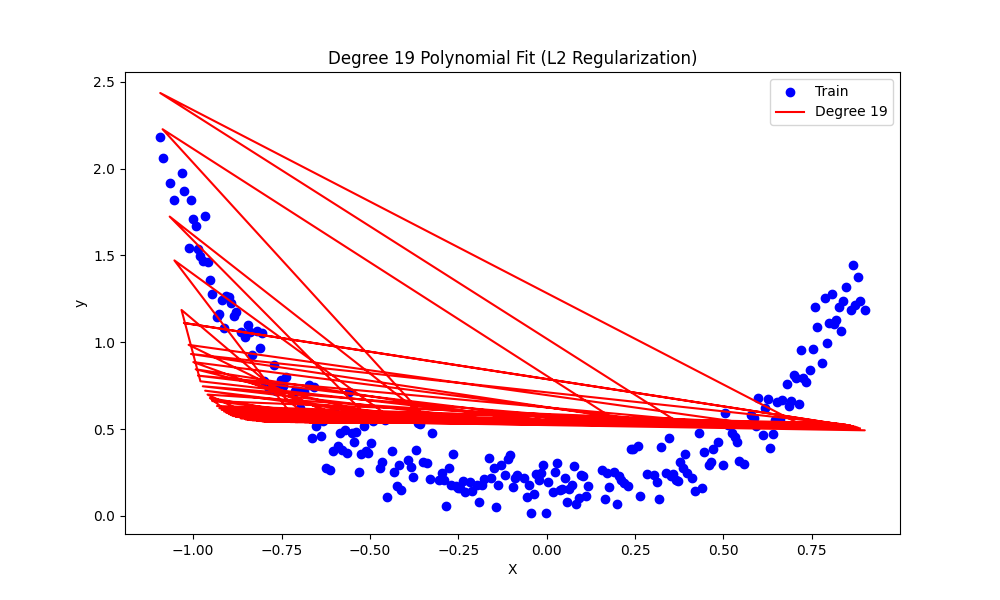 Degree 19 Polynomial Fit (L2 Regularization)
Train
Degree 19
2.5
2.0
1.5
1.0
0.5
0.0
y
−1.00 −0.75 −0.50 −0.25 0.00 0.25 0.50 0.75
X